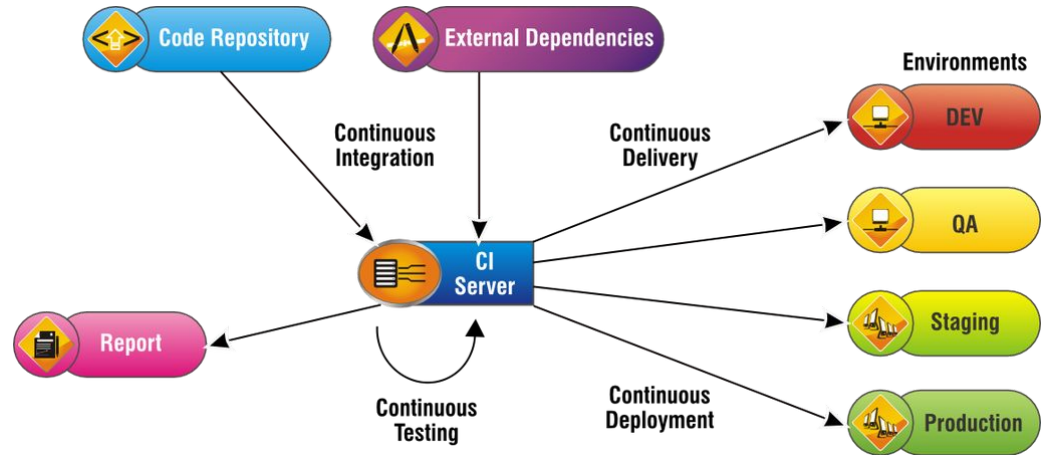 Code Repository
External Dependencies
Environments
DEV
Continuous
Integration
Continuous
Delivery
QA
CI
Server
Staging
Report
Continuous
Testing
Continuous
Deployment
Production